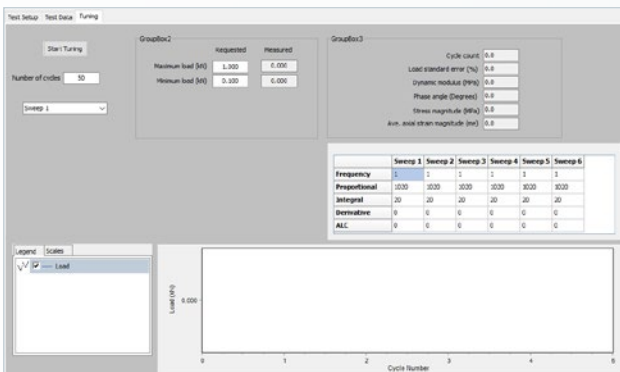 Test Setup Test Data Tuning
Start Tuning
Number of cycles 50
Sweep 1
GroupBox2
Requested Measured
Maximum load (kN) 1.000 0.000
Minimum load (kN) 0.100 0.000
GroupBox3
Cycle count 0.0
Load standard error (%) 0.0
Dynamic modulus (MPa) 0.0
Phase angle (Degrees) 0.0
Stress magnitude (MPa) 0.0
Ave. axial strain magnitude (me) 0.0
Sweep 1 Sweep 2 Sweep 3 Sweep 4 Sweep 5 Sweep 6
Frequency 1 1 1 1 1 1
Proportional 1020 1020 1020 1020 1020 1020
Integral 20 20 20 20 20 20
Derivative 0 0 0 0 0 0
ALC 0 0 0 0 0 0
Legend Scales
Load
Load (kN)
0.000
0 1 2 3 4 5 6
Cycle Number